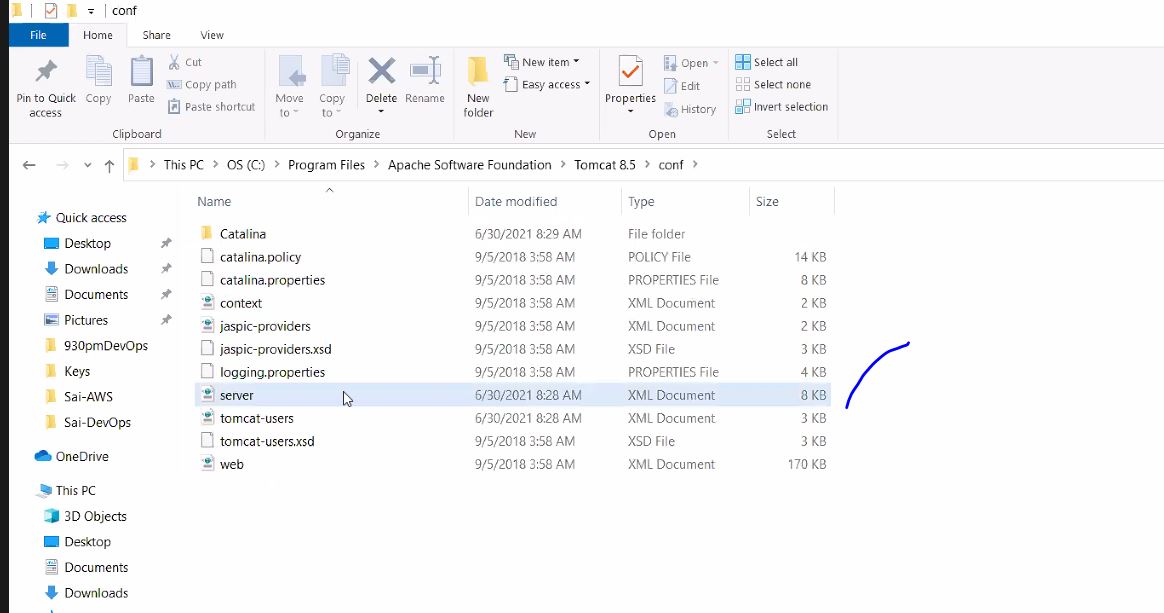 conf
File Home Share View
Pin to Quick access
Copy
Paste
Cut
Copy path
Paste shortcut
Clipboard
Move to
Copy to
Delete
Rename
Organize
New folder
New item
Easy access
New
Properties
Open
Edit
History
Open
Select all
Select none
Invert selection
Select
This PC > OS (C:) > Program Files > Apache Software Foundation > Tomcat 8.5 > conf >
Name Date modified Type Size
Catalina 6/30/2021 8:29 AM File folder
catalina.policy 9/5/2018 3:58 AM POLICY File 14 KB
catalina.properties 9/5/2018 3:58 AM PROPERTIES File 8 KB
context 9/5/2018 3:58 AM XML Document 2 KB
jaspic-providers 9/5/2018 3:58 AM XML Document 2 KB
jaspic-providers.xsd 9/5/2018 3:58 AM XSD File 3 KB
logging.properties 9/5/2018 3:58 AM PROPERTIES File 4 KB
server 6/30/2021 8:28 AM XML Document 8 KB
tomcat-users 6/30/2021 8:28 AM XML Document 3 KB
tomcat-users.xsd 9/5/2018 3:58 AM XSD File 3 KB
web 9/5/2018 3:58 AM XML Document 170 KB
Quick access
Desktop
Downloads
Documents
Pictures
930pmDevOps
Keys
Sai-AWS
Sai-DevOps
OneDrive
This PC
3D Objects
Desktop
Documents
Downloads